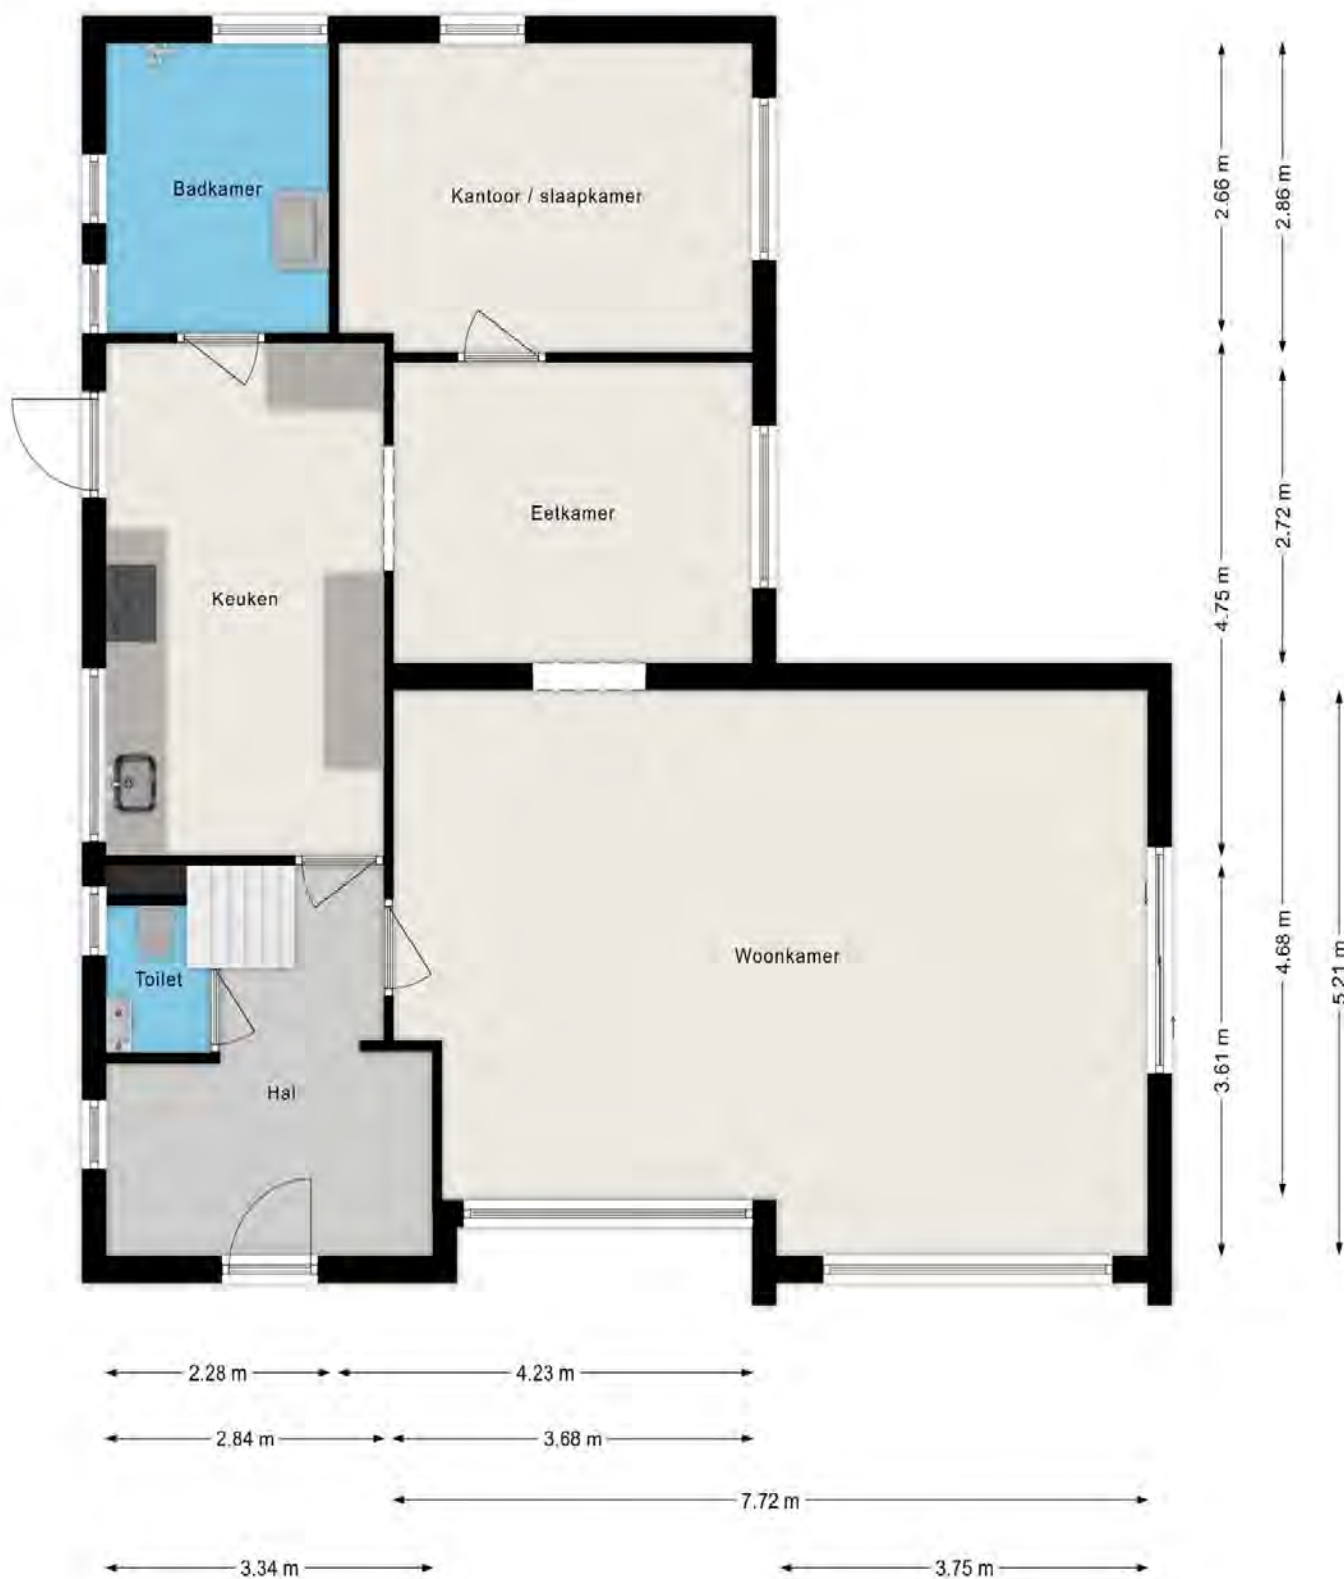 Badkamer
Kantoor / slaapkamer
2.66 m
2.86 m
Eetkamer
2.72 m
Keuken
4.75 m
Woonkamer
4.68 m
5.21 m
Toilet
3.61 m
Hal
2.28 m
4.23 m
2.84 m
3.68 m
7.72 m
3.34 m
3.75 m